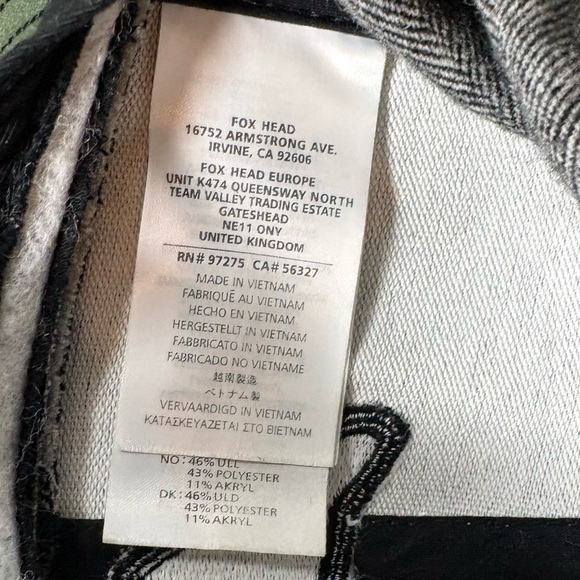 FOX HEAD
16752 ARMSTRONG AVE.
IRVINE, CA 92606
FOX HEAD EUROPE
UNIT K474 QUEENSWAY NORTH
TEAM VALLEY TRADING ESTATE
GATESHEAD
NE11 ONY
UNITED KINGDOM
RN# 97275 CA# 56327
MADE IN VIETNAM
FABRIQUÉ AU VIETNAM
HECHO EN VIETNAM
HERGESTELLT IN VIETNAM
FABBRICATO IN VIETNAM
FABRICADO NO VIETNAME
越南製造
ベトナム製
VERVAARDIGD IN VIETNAM
ΚΑΤΑΣΚΕΥΑΖΕΤΑΙ ΣΤΟ ΒΙΕΤΝΑΜ
NO: 46% ULL
43% POLYESTER
11% AKRYL
DK: 46% ULD
43% POLYESTER
11% AKRYL